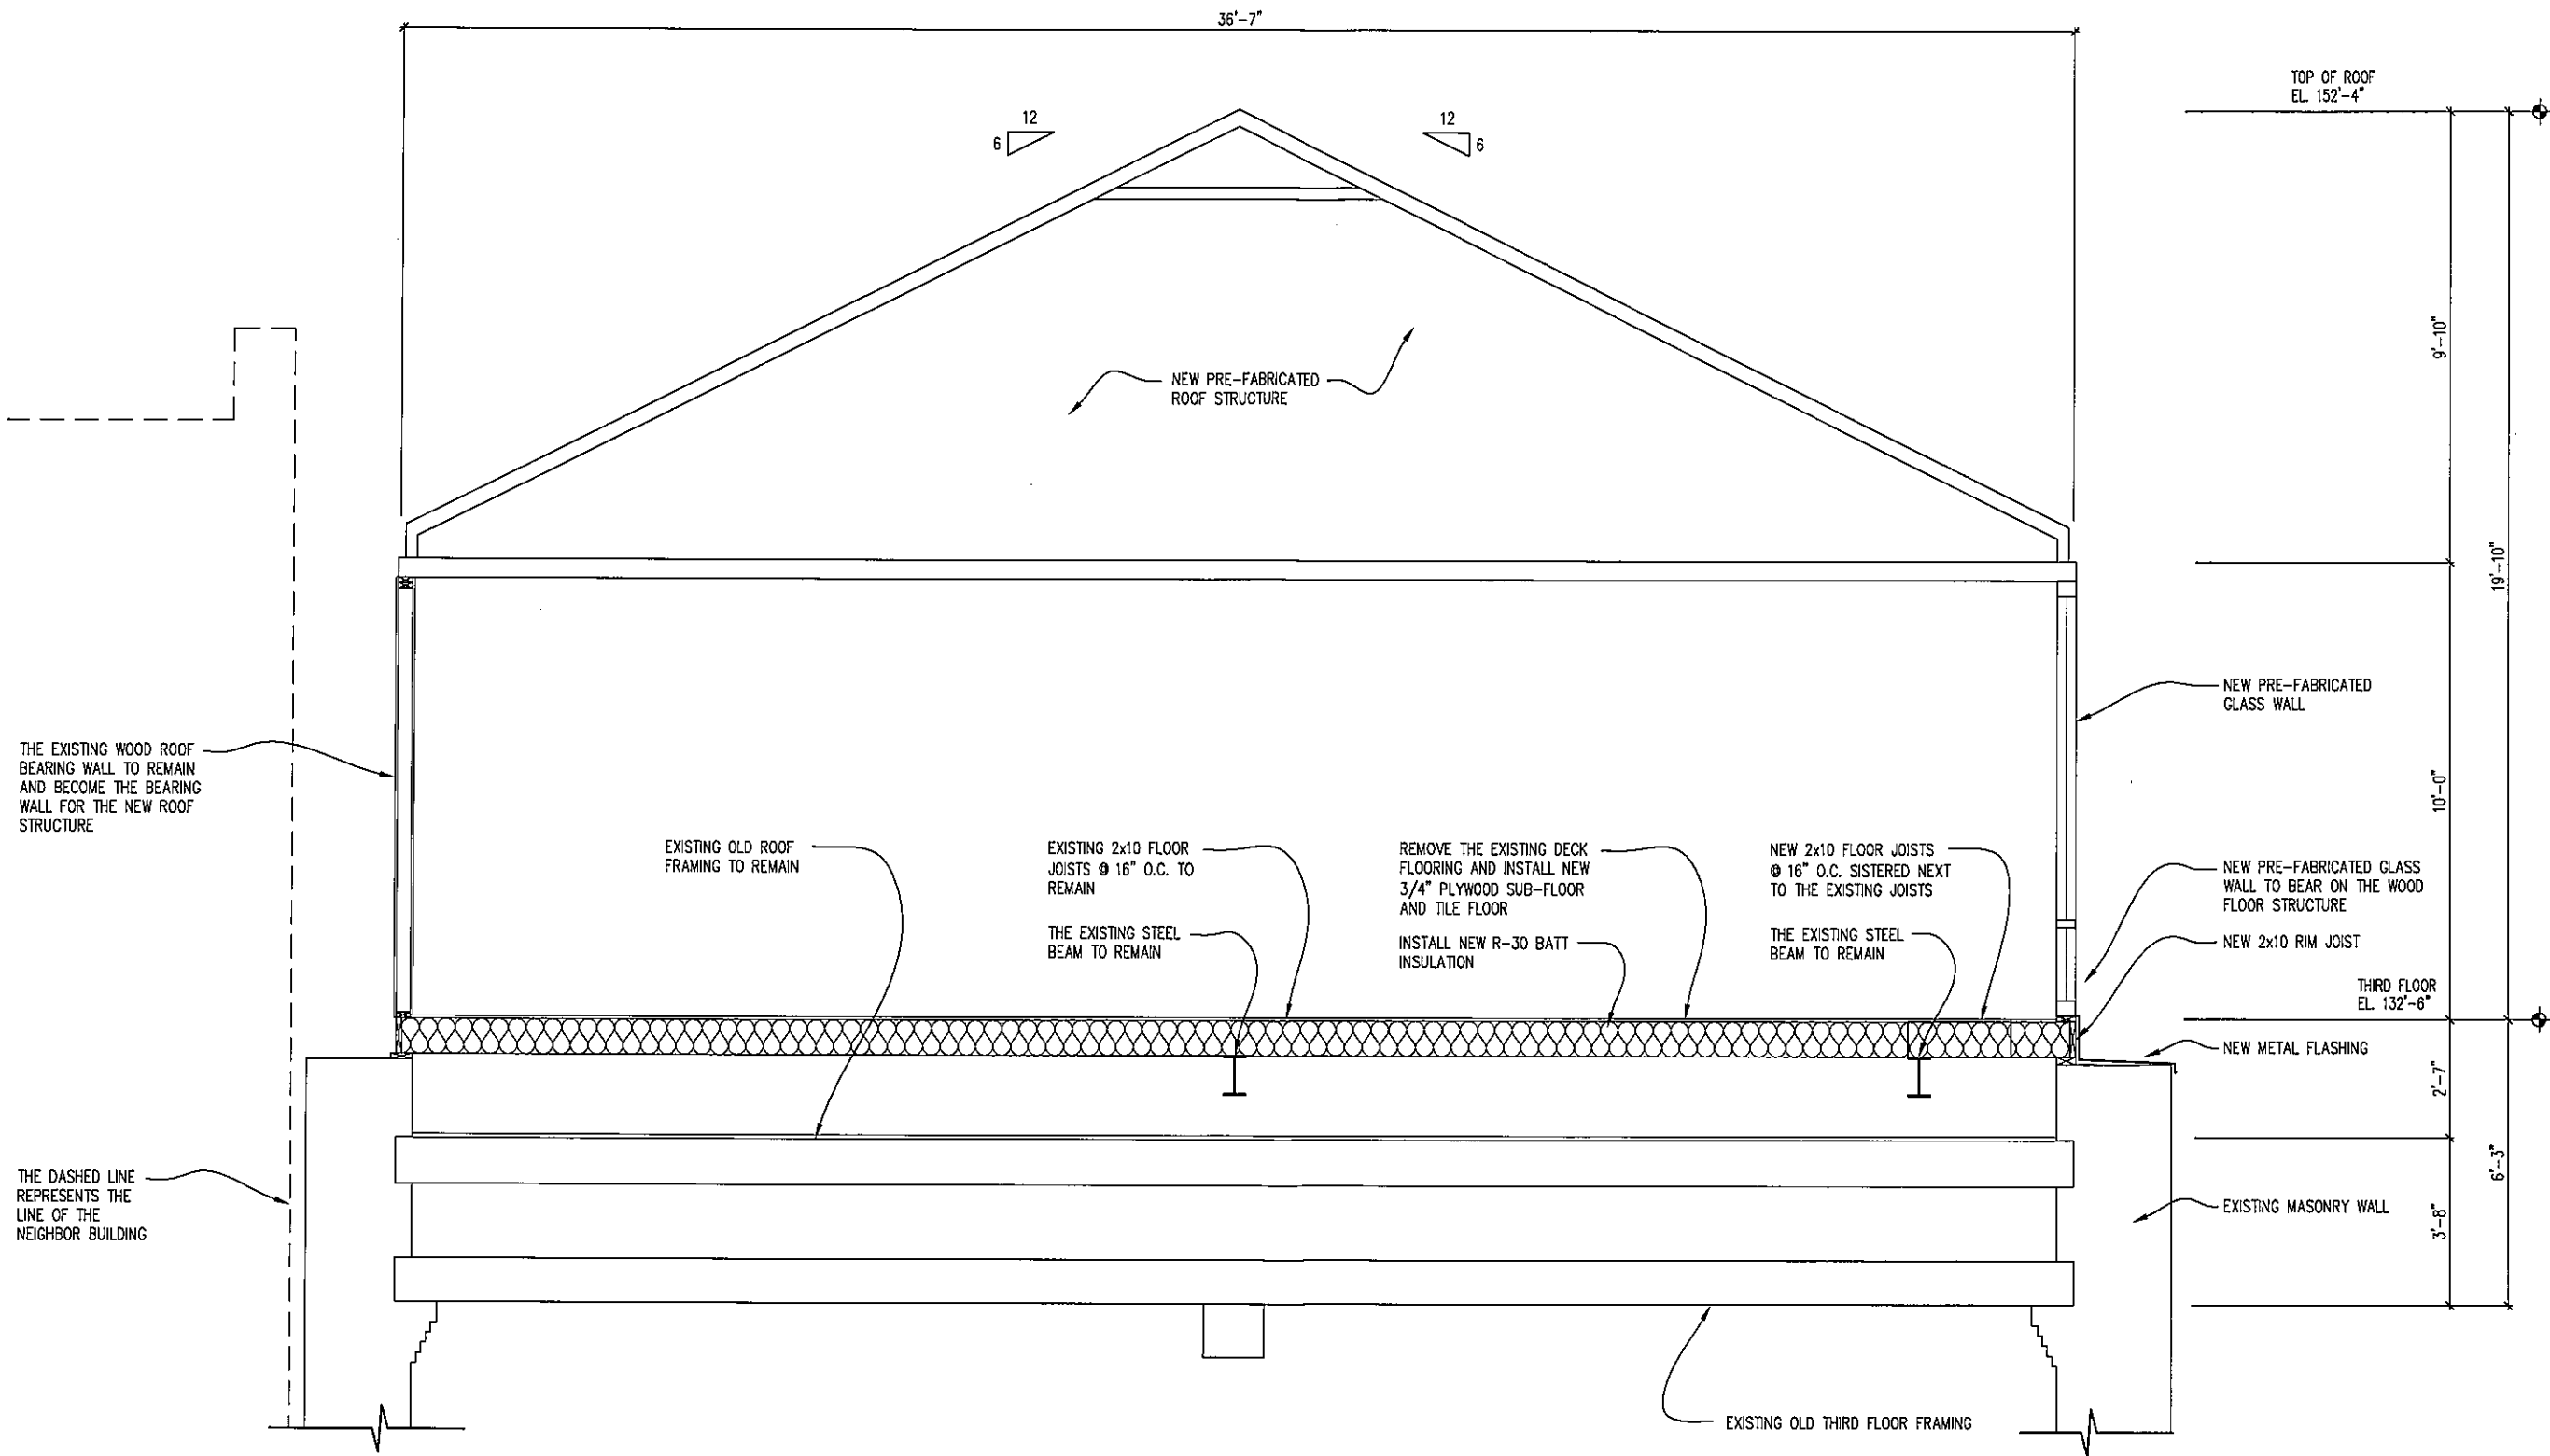 36'-7"
TOP OF ROOF
EL. 152'-4"
12
6
12
6
9'-10"
19'-10"
NEW PRE-FABRICATED
ROOF STRUCTURE
NEW PRE-FABRICATED
GLASS WALL
THE EXISTING WOOD ROOF
BEARING WALL TO REMAIN
AND BECOME THE BEARING
WALL FOR THE NEW ROOF
STRUCTURE
10'-0"
EXISTING OLD ROOF
FRAMING TO REMAIN
EXISTING 2x10 FLOOR
JOISTS @ 16" O.C. TO
REMAIN
THE EXISTING STEEL
BEAM TO REMAIN
REMOVE THE EXISTING DECK
FLOORING AND INSTALL NEW
3/4" PLYWOOD SUB-FLOOR
AND TILE FLOOR
INSTALL NEW R-30 BATT
INSULATION
NEW 2x10 FLOOR JOISTS
@ 16" O.C. SISTERED NEXT
TO THE EXISTING JOISTS
THE EXISTING STEEL
BEAM TO REMAIN
NEW PRE-FABRICATED GLASS
WALL TO BEAR ON THE WOOD
FLOOR STRUCTURE
NEW 2x10 RIM JOIST
THIRD FLOOR
EL. 132'-6"
NEW METAL FLASHING
2'-7"
6'-3"
THE DASHED LINE
REPRESENTS THE
LINE OF THE
NEIGHBOR BUILDING
EXISTING MASONRY WALL
3'-8"
EXISTING OLD THIRD FLOOR FRAMING